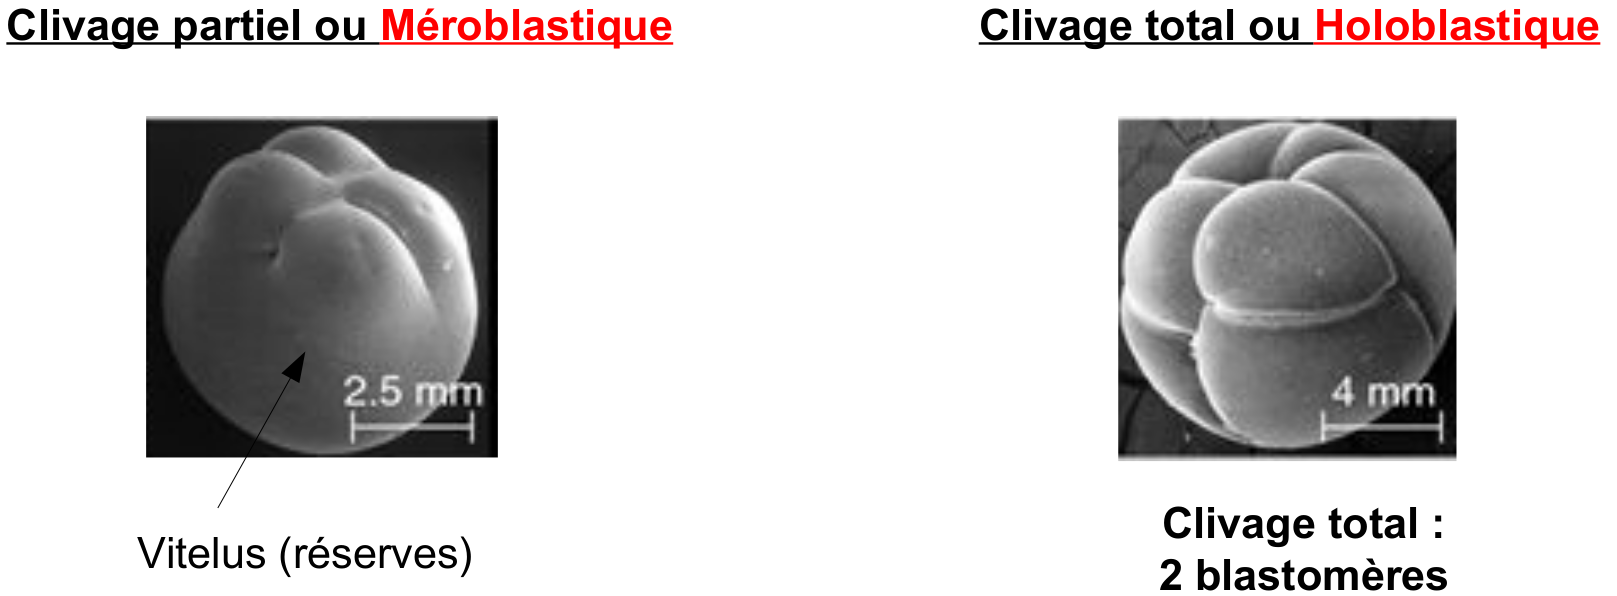 Clivage partiel ou Méroblastique
Clivage total ou Holoblastique
2.5 mm
4 mm
Vitelus (réserves)
Clivage total :
2 blastomères